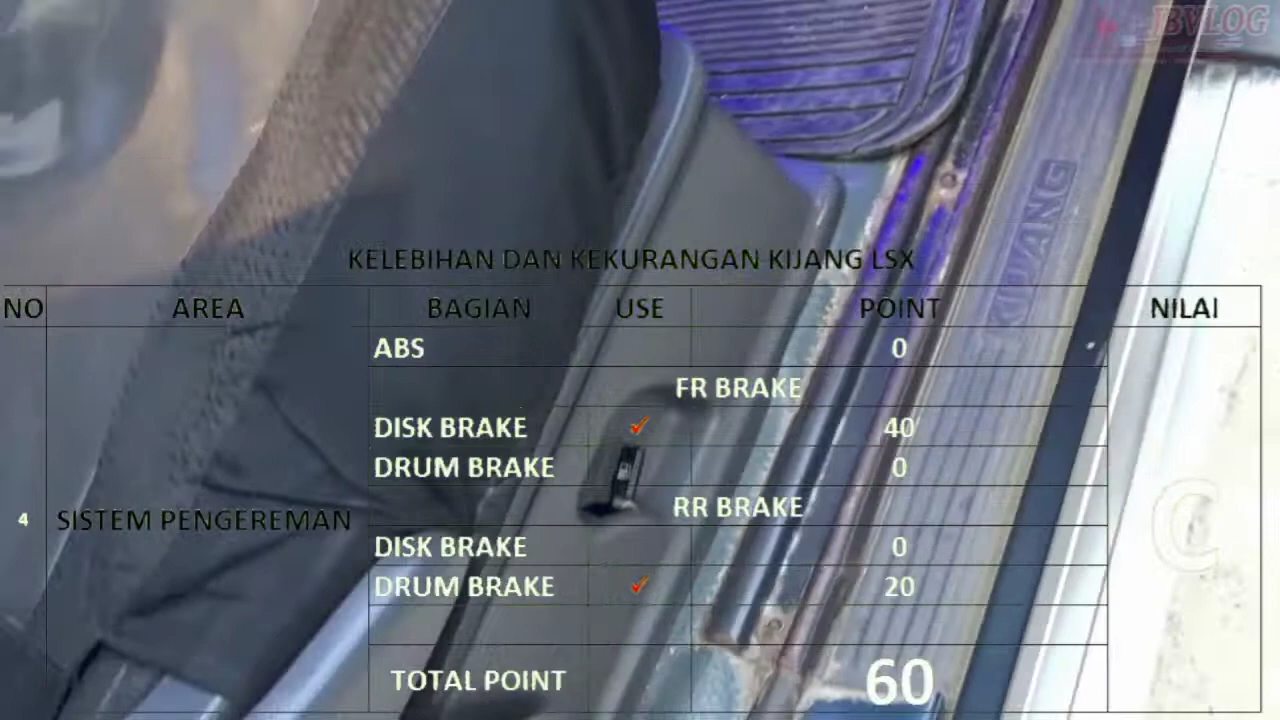 JBVLOG
KIJANG
KELEBIHAN DAN KEKURANGAN KIJANG LSX
NO AREA BAGIAN USE POINT NILAI
ABS 0
FR BRAKE
DISK BRAKE ✓ 40
DRUM BRAKE 0
RR BRAKE
4 SISTEM PENGEREMAN C
DISK BRAKE 0
DRUM BRAKE ✓ 20
TOTAL POINT 60